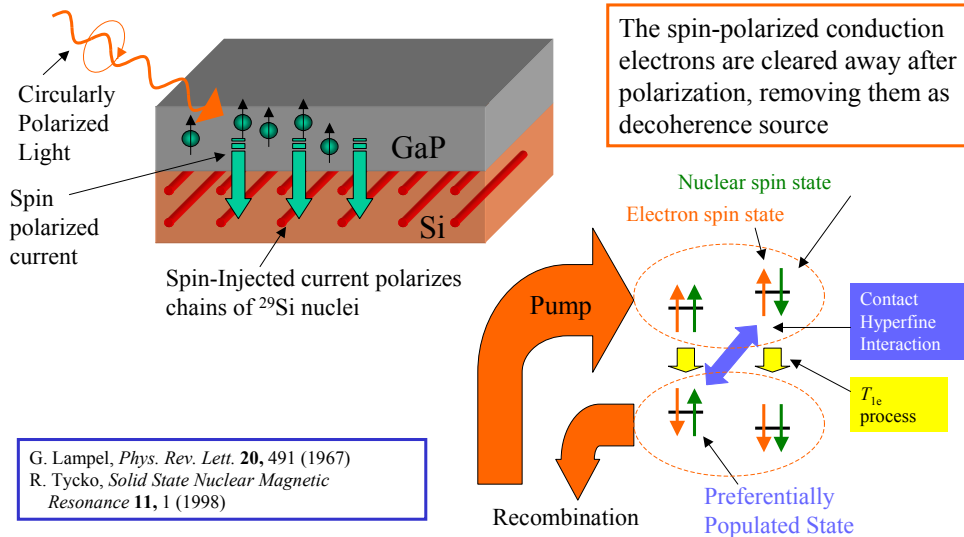 Circularly
Polarized
Light
Spin
polarized
current
GaP
Si
Spin-Injected current polarizes
chains of ²⁹Si nuclei
The spin-polarized conduction
electrons are cleared away after
polarization, removing them as
decoherence source
Nuclear spin state
Electron spin state
Pump
Contact
Hyperfine
Interaction
T₁ₑ
process
Recombination
Preferentially
Populated State
G. Lampel, Phys. Rev. Lett. 20, 491 (1967)
R. Tycko, Solid State Nuclear Magnetic
Resonance 11, 1 (1998)